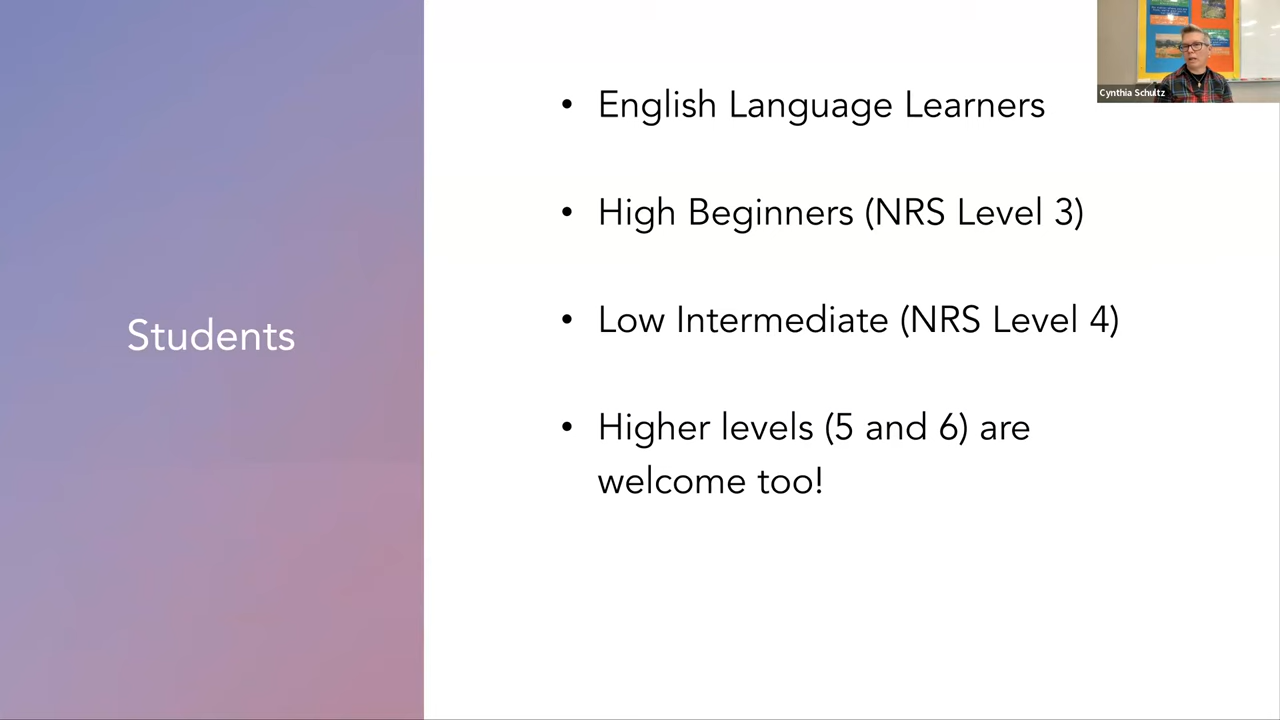 Students
• English Language Learners
• High Beginners (NRS Level 3)
• Low Intermediate (NRS Level 4)
• Higher levels (5 and 6) are
welcome too!
Cynthia Schultz